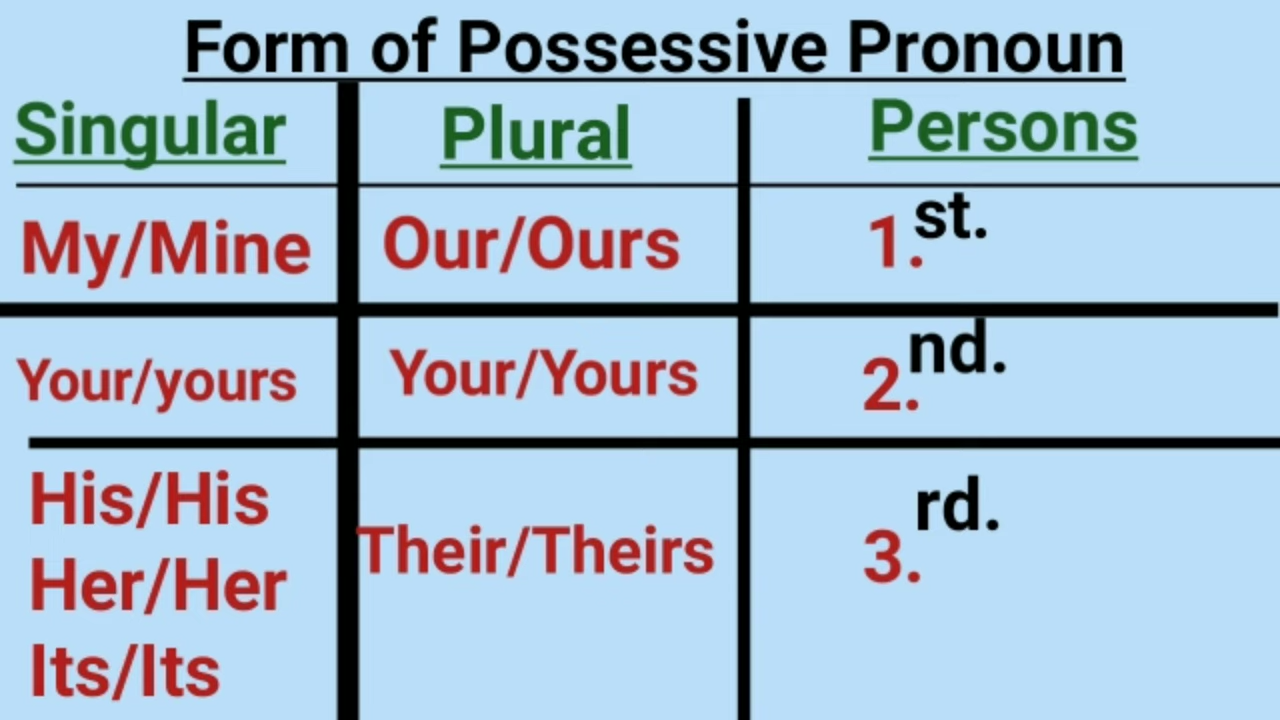 Form of Possessive Pronoun
Singular Plural Persons
My/Mine Our/Ours 1.st.
Your/yours Your/Yours 2.nd.
His/His
Her/Her Their/Theirs 3.rd.
Its/Its